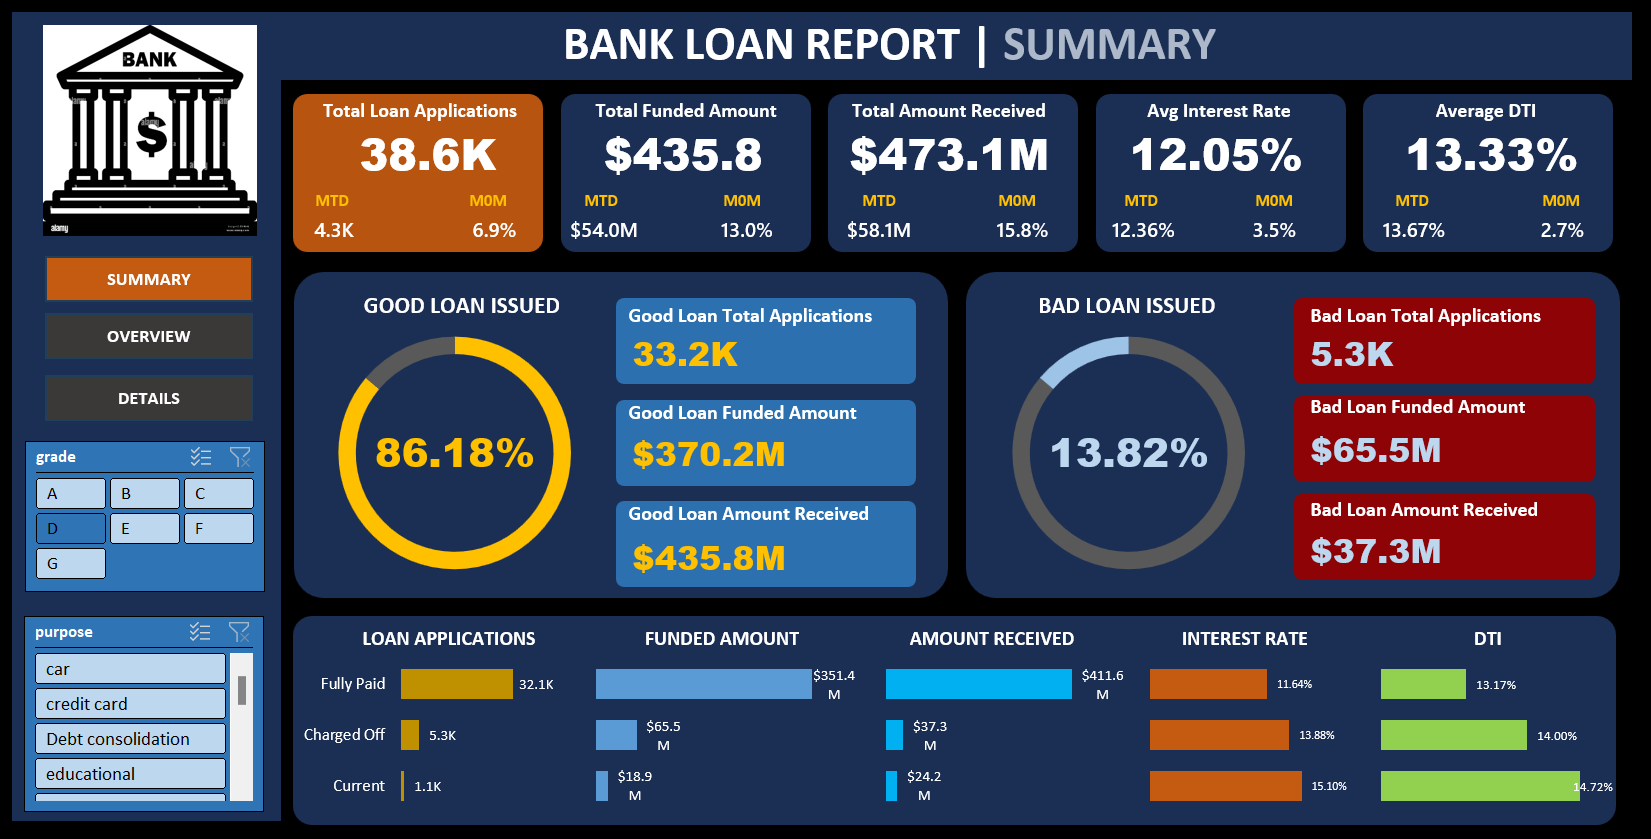 BANK
$
alamy
BANK LOAN REPORT | SUMMARY
Total Loan Applications
38.6K
MTD
M0M
4.3K
6.9%
Total Funded Amount
$435.8
MTD
M0M
$54.0M
13.0%
Total Amount Received
$473.1M
MTD
M0M
$58.1M
15.8%
Avg Interest Rate
12.05%
MTD
M0M
12.36%
3.5%
Average DTI
13.33%
MTD
M0M
13.67%
2.7%
SUMMARY
OVERVIEW
DETAILS
grade
A
B
C
D
E
F
G
purpose
car
credit card
Debt consolidation
educational
GOOD LOAN ISSUED
86.18%
Good Loan Total Applications
33.2K
Good Loan Funded Amount
$370.2M
Good Loan Amount Received
$435.8M
BAD LOAN ISSUED
13.82%
Bad Loan Total Applications
5.3K
Bad Loan Funded Amount
$65.5M
Bad Loan Amount Received
$37.3M
LOAN APPLICATIONS
Fully Paid
32.1K
Charged Off
5.3K
Current
1.1K
FUNDED AMOUNT
$351.4
M
$65.5
M
$18.9
M
AMOUNT RECEIVED
$411.6
M
$37.3
M
$24.2
M
INTEREST RATE
11.64%
13.88%
15.10%
DTI
13.17%
14.00%
14.72%